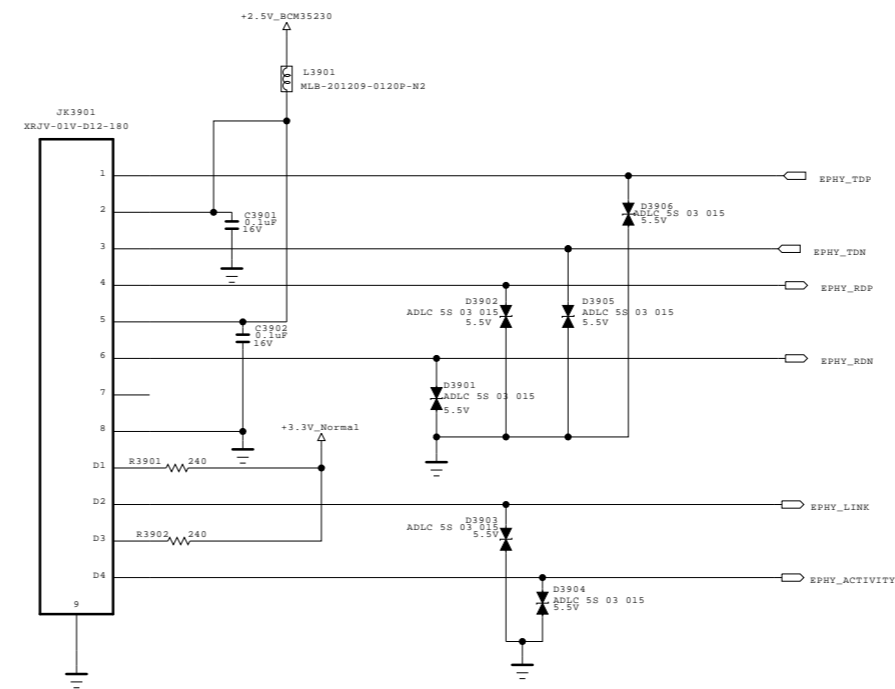 +2.5V_BCM35230
L3901
MLB-201209-0120P-N2
JK3901
XRJV-01V-D12-180
1
EPHY_TDP
D3906
ADLC 5S 03 015
5.5V
2
C3901
0.1uF
16V
3
EPHY_TDN
4
EPHY_RDP
D3902
ADLC 5S 03 015
5.5V
D3905
ADLC 5S 03 015
5.5V
5
C3902
0.1uF
16V
6
EPHY_RDN
D3901
ADLC 5S 03 015
5.5V
7
8
+3.3V_Normal
D1
R3901
240
D2
EPHY_LINK
D3903
ADLC 5S 03 015
5.5V
D3
R3902
240
D4
EPHY_ACTIVITY
D3904
ADLC 5S 03 015
5.5V
9